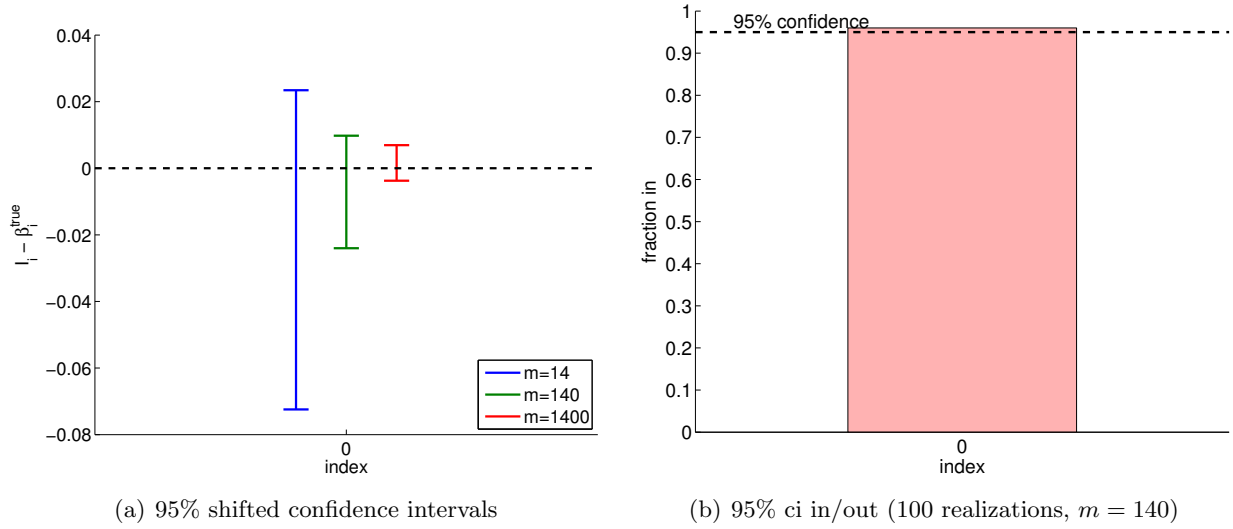 0.04
0.02
0
−0.02
−0.04
−0.06
−0.08
I_i − β_i^true
0
index
m=14
m=140
m=1400
(a) 95% shifted confidence intervals
1
0.9
0.8
0.7
0.6
0.5
0.4
0.3
0.2
0.1
0
fraction in
95% confidence
0
index
(b) 95% ci in/out (100 realizations, m = 140)